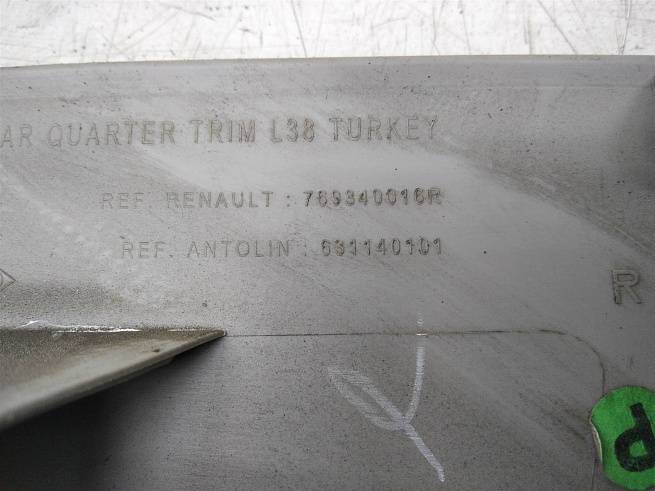 AR QUARTER TRIM L38 TURKEY
REF. RENAULT : 769340016R
REF. ANTOLIN : 631140101
R
P